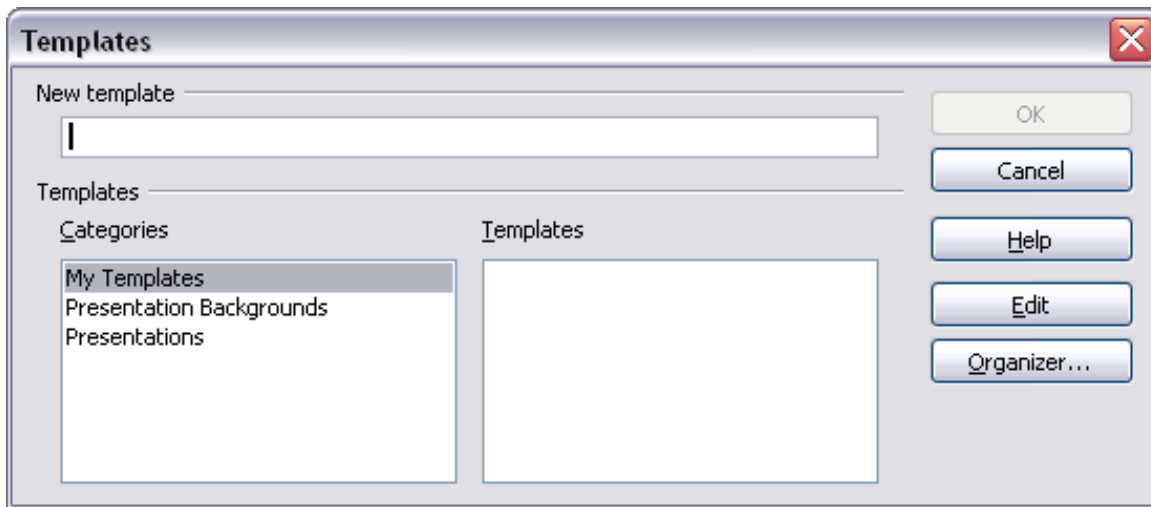 Templates
New template
OK
Cancel
Templates
Categories
Templates
Help
My Templates
Presentation Backgrounds
Presentations
Edit
Organizer...